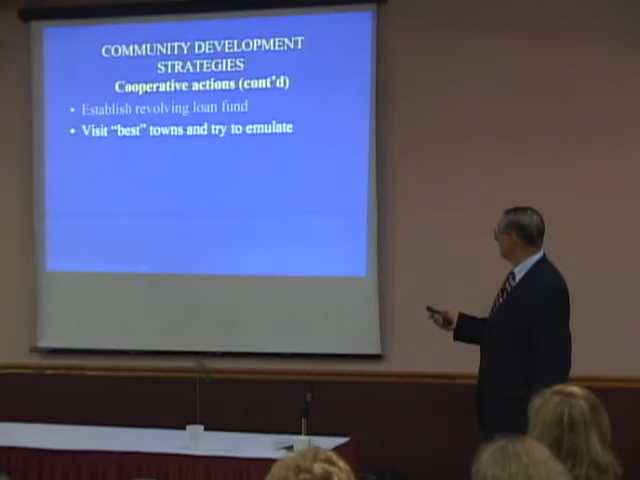 COMMUNITY DEVELOPMENT
STRATEGIES
Cooperative actions (cont'd)
• Establish revolving loan fund
• Visit "best" towns and try to emulate